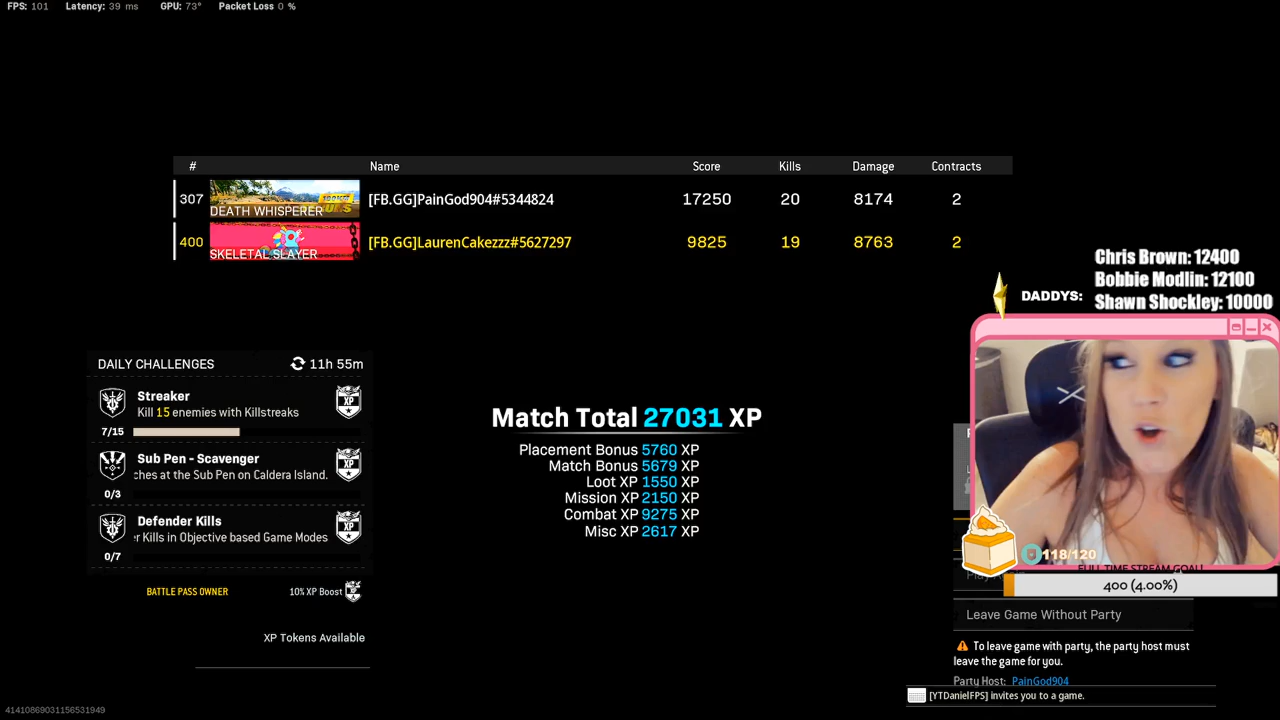 FPS: 101 Latency: 39 ms GPU: 73° Packet Loss 0 %
# Name Score Kills Damage Contracts
307 DEATH WHISPERER [FB.GG]PainGod904#5344824 17250 20 8174 2
400 SKELETAL SLAYER [FB.GG]LaurenCakezzz#5627297 9825 19 8763 2
Chris Brown: 12400
Bobbie Modlin: 12100
DADDYS: Shawn Shockley: 10000
DAILY CHALLENGES 11h 55m
Streaker
Kill 15 enemies with Killstreaks
7/15
Sub Pen - Scavenger
ches at the Sub Pen on Caldera Island.
0/3
Defender Kills
r Kills in Objective based Game Modes
0/7
BATTLE PASS OWNER 10% XP Boost
XP Tokens Available
Match Total 27031 XP
Placement Bonus 5760 XP
Match Bonus 5679 XP
Loot XP 1550 XP
Mission XP 2150 XP
Combat XP 9275 XP
Misc XP 2617 XP
118/120
FULL TIME STREAM GOAL!
400 (4.00%)
Leave Game Without Party
To leave game with party, the party host must
leave the game for you.
Party Host: PainGod904
[YTDanielFPS] invites you to a game.
41410869031156531949